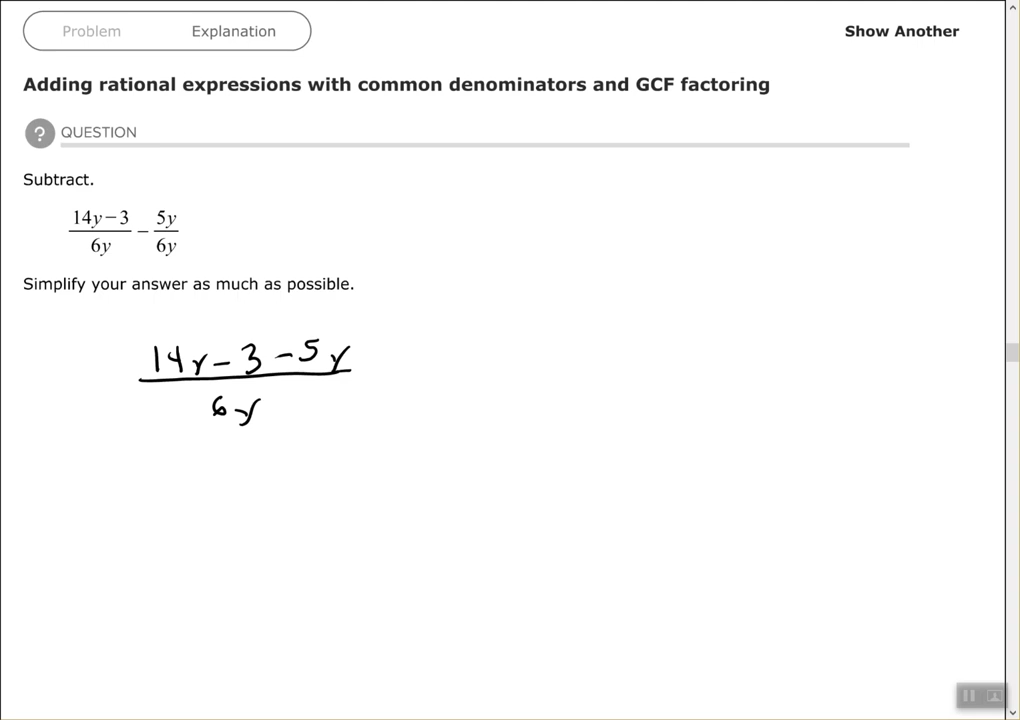 Problem Explanation Show Another
Adding rational expressions with common denominators and GCF factoring
? QUESTION
Subtract.
14y−3 5y
― − ―
6y 6y
Simplify your answer as much as possible.
14y − 3 − 5y
6y